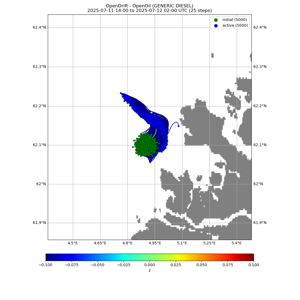 OpenDrift - OpenOil (GENERIC DIESEL)
2025-07-11 14:00 to 2025-07-12 02:00 UTC (25 steps)
initial (5000)
active (5000)
62.4°N
62.4°N
62.3°N
62.3°N
62.2°N
62.2°N
62.1°N
62.1°N
62°N
62°N
61.9°N
61.9°N
4.5°E
4.65°E
4.8°E
4.95°E
5.1°E
5.25°E
5.4°E
−0.100
−0.075
−0.050
−0.025
0.000
0.025
0.050
0.075
0.100
z